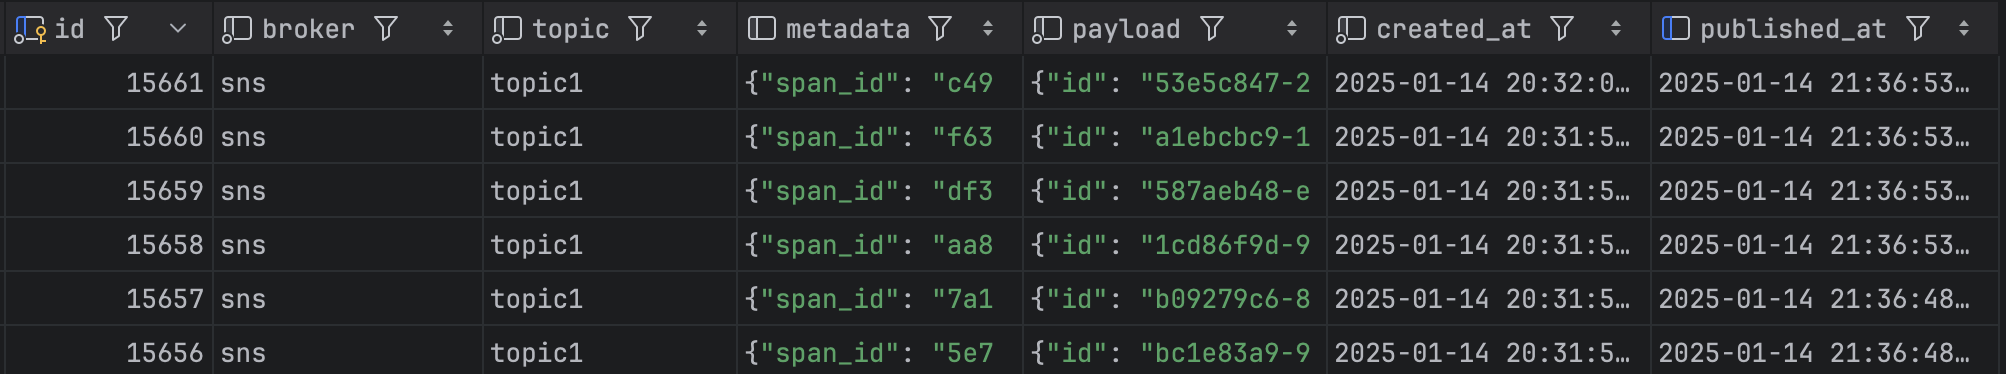 id broker topic metadata payload created_at published_at
15661 sns topic1 {"span_id": "c49 {"id": "53e5c847-2 2025-01-14 20:32:0… 2025-01-14 21:36:53…
15660 sns topic1 {"span_id": "f63 {"id": "a1ebcbc9-1 2025-01-14 20:31:5… 2025-01-14 21:36:53…
15659 sns topic1 {"span_id": "df3 {"id": "587aeb48-e 2025-01-14 20:31:5… 2025-01-14 21:36:53…
15658 sns topic1 {"span_id": "aa8 {"id": "1cd86f9d-9 2025-01-14 20:31:5… 2025-01-14 21:36:53…
15657 sns topic1 {"span_id": "7a1 {"id": "b09279c6-8 2025-01-14 20:31:5… 2025-01-14 21:36:48…
15656 sns topic1 {"span_id": "5e7 {"id": "bc1e83a9-9 2025-01-14 20:31:5… 2025-01-14 21:36:48…